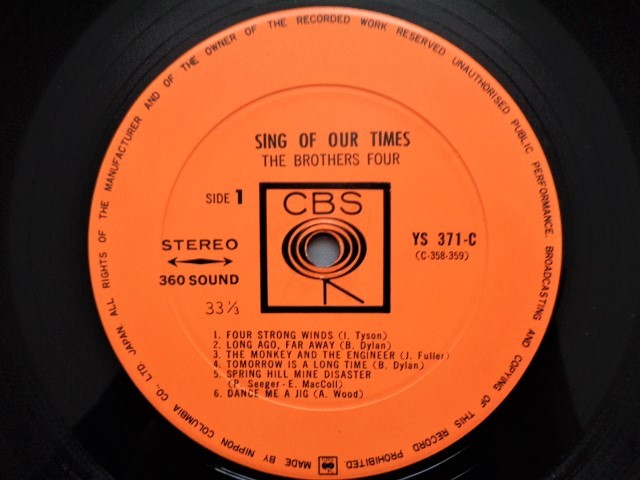 ALL RIGHTS OF THE MANUFACTURER AND OF THE OWNER OF THE RECORDED WORK RESERVED UNAUTHORISED PUBLIC PERFORMANCE, BROADCASTING AND COPYING OF THIS RECORD PROHIBITED
SING OF OUR TIMES
THE BROTHERS FOUR
SIDE 1
CBS
STEREO
360 SOUND
33⅓
YS 371-C
(C-358-359)
1. FOUR STRONG WINDS (I. Tyson)
2. LONG AGO, FAR AWAY (B. Dylan)
3. THE MONKEY AND THE ENGINEER (J. Fuller)
4. TOMORROW IS A LONG TIME (B. Dylan)
5. SPRING HILL MINE DISASTER
(P. Seeger - E. MacColl)
6. DANCE ME A JIG (A. Wood)
MADE BY NIPPON COLUMBIA CO., LTD. JAPAN.